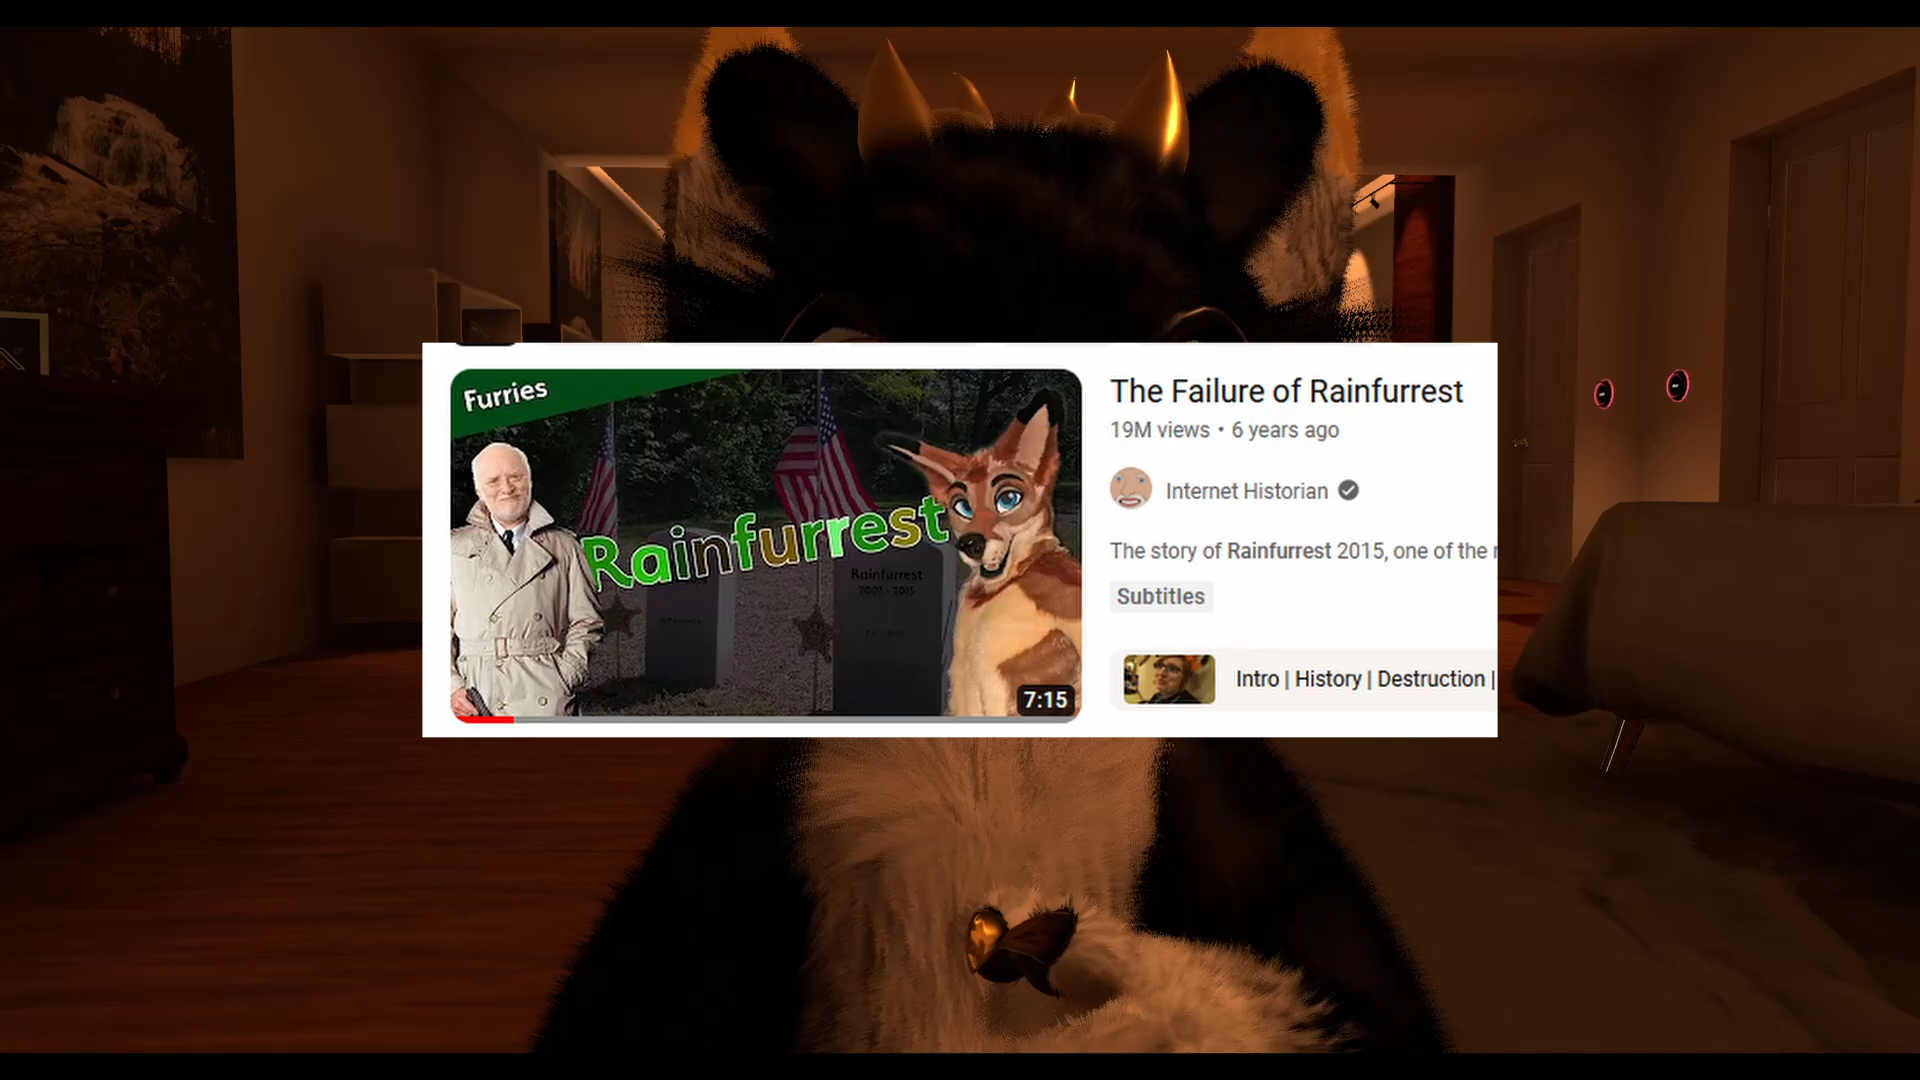 Furries
Rainfurrest
Rainfurrest
7:15
The Failure of Rainfurrest
19M views • 6 years ago
Internet Historian
The story of Rainfurrest 2015, one of the
Subtitles
Intro | History | Destruction |